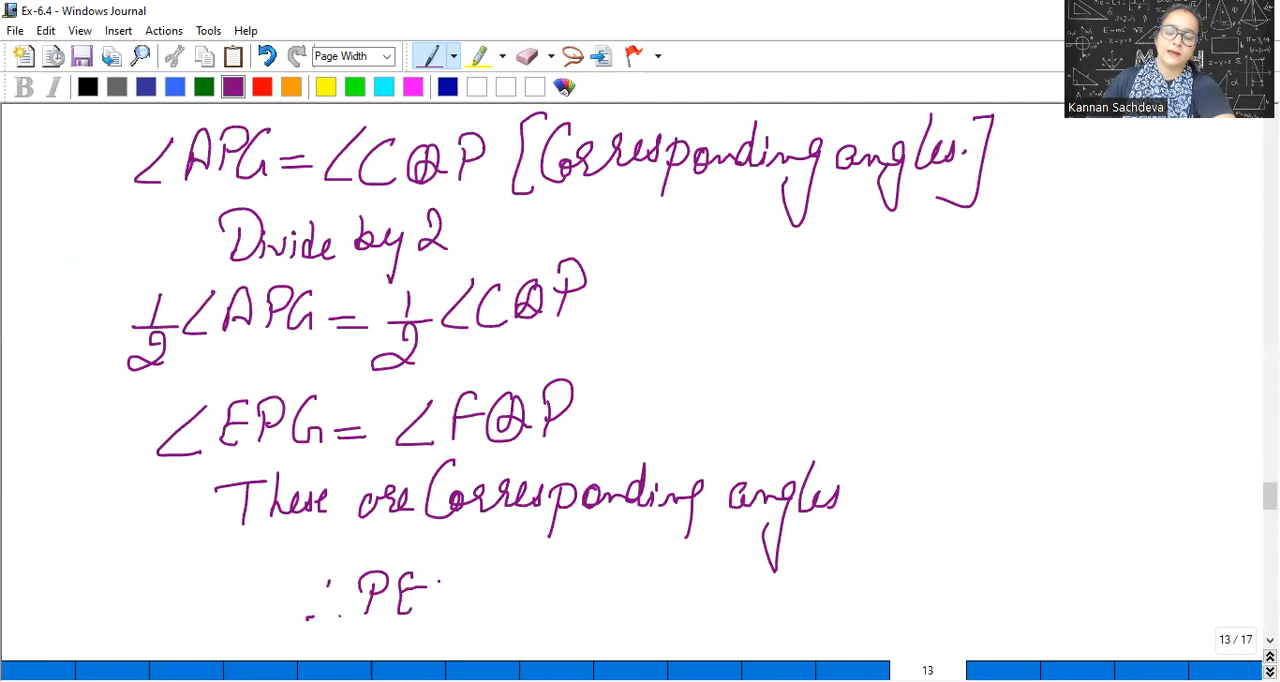 Ex-6.4 - Windows Journal
File Edit View Insert Actions Tools Help
Page Width
B I
Kannan Sachdeva
∠APG = ∠CQP [Corresponding angles.]
Divide by 2
1/2 ∠APG = 1/2 ∠CQP
∠EPG = ∠FQP
These are Corresponding angles
∴ PE
13 / 17
13